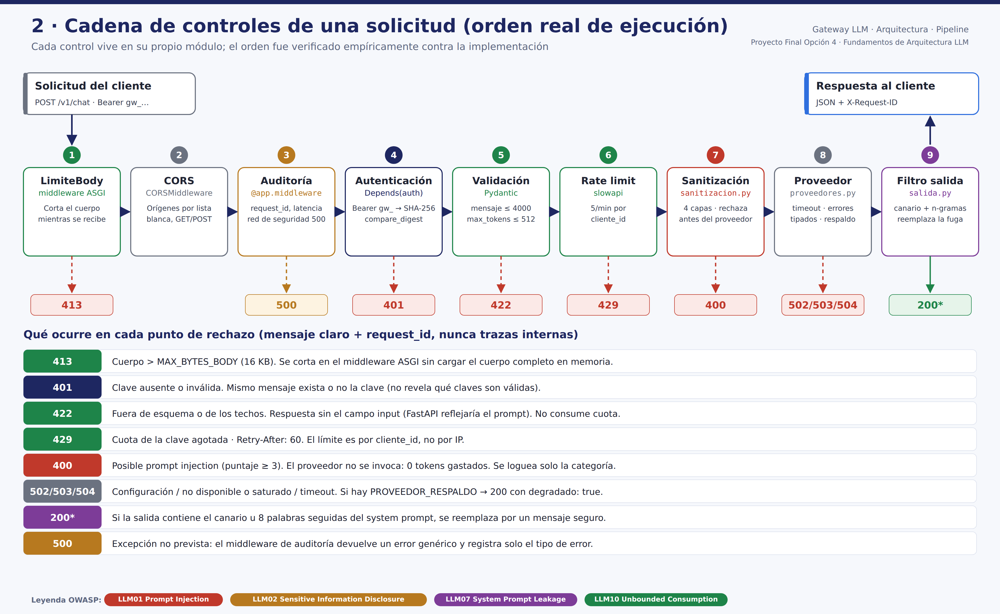 2 · Cadena de controles de una solicitud (orden real de ejecución)
Cada control vive en su propio módulo; el orden fue verificado empíricamente contra la implementación
Gateway LLM · Arquitectura · Pipeline
Proyecto Final Opción 4 · Fundamentos de Arquitectura LLM
Solicitud del cliente
POST /v1/chat · Bearer gw_…
Respuesta al cliente
JSON + X-Request-ID
1
LimiteBody
middleware ASGI
Corta el cuerpo
mientras se recibe
413
2
CORS
CORSMiddleware
Orígenes por lista
blanca, GET/POST
3
Auditoría
@app.middleware
request_id, latencia
red de seguridad 500
500
4
Autenticación
Depends(auth)
Bearer gw_ → SHA-256
compare_digest
401
5
Validación
Pydantic
mensaje ≤ 4000
max_tokens ≤ 512
422
6
Rate limit
slowapi
5/min por
cliente_id
429
7
Sanitización
sanitizacion.py
4 capas · rechaza
antes del proveedor
400
8
Proveedor
proveedores.py
timeout · errores
tipados · respaldo
502/503/504
9
Filtro salida
salida.py
canario + n-gramas
reemplaza la fuga
200*
Qué ocurre en cada punto de rechazo (mensaje claro + request_id, nunca trazas internas)
413 Cuerpo > MAX_BYTES_BODY (16 KB). Se corta en el middleware ASGI sin cargar el cuerpo completo en memoria.
401 Clave ausente o inválida. Mismo mensaje exista o no la clave (no revela qué claves son válidas).
422 Fuera de esquema o de los techos. Respuesta sin el campo input (FastAPI reflejaría el prompt). No consume cuota.
429 Cuota de la clave agotada · Retry-After: 60. El límite es por cliente_id, no por IP.
400 Posible prompt injection (puntaje ≥ 3). El proveedor no se invoca: 0 tokens gastados. Se loguea solo la categoría.
502/503/504 Configuración / no disponible o saturado / timeout. Si hay PROVEEDOR_RESPALDO → 200 con degradado: true.
200* Si la salida contiene el canario u 8 palabras seguidas del system prompt, se reemplaza por un mensaje seguro.
500 Excepción no prevista: el middleware de auditoría devuelve un error genérico y registra solo el tipo de error.
Leyenda OWASP: LLM01 Prompt Injection LLM02 Sensitive Information Disclosure LLM07 System Prompt Leakage LLM10 Unbounded Consumption